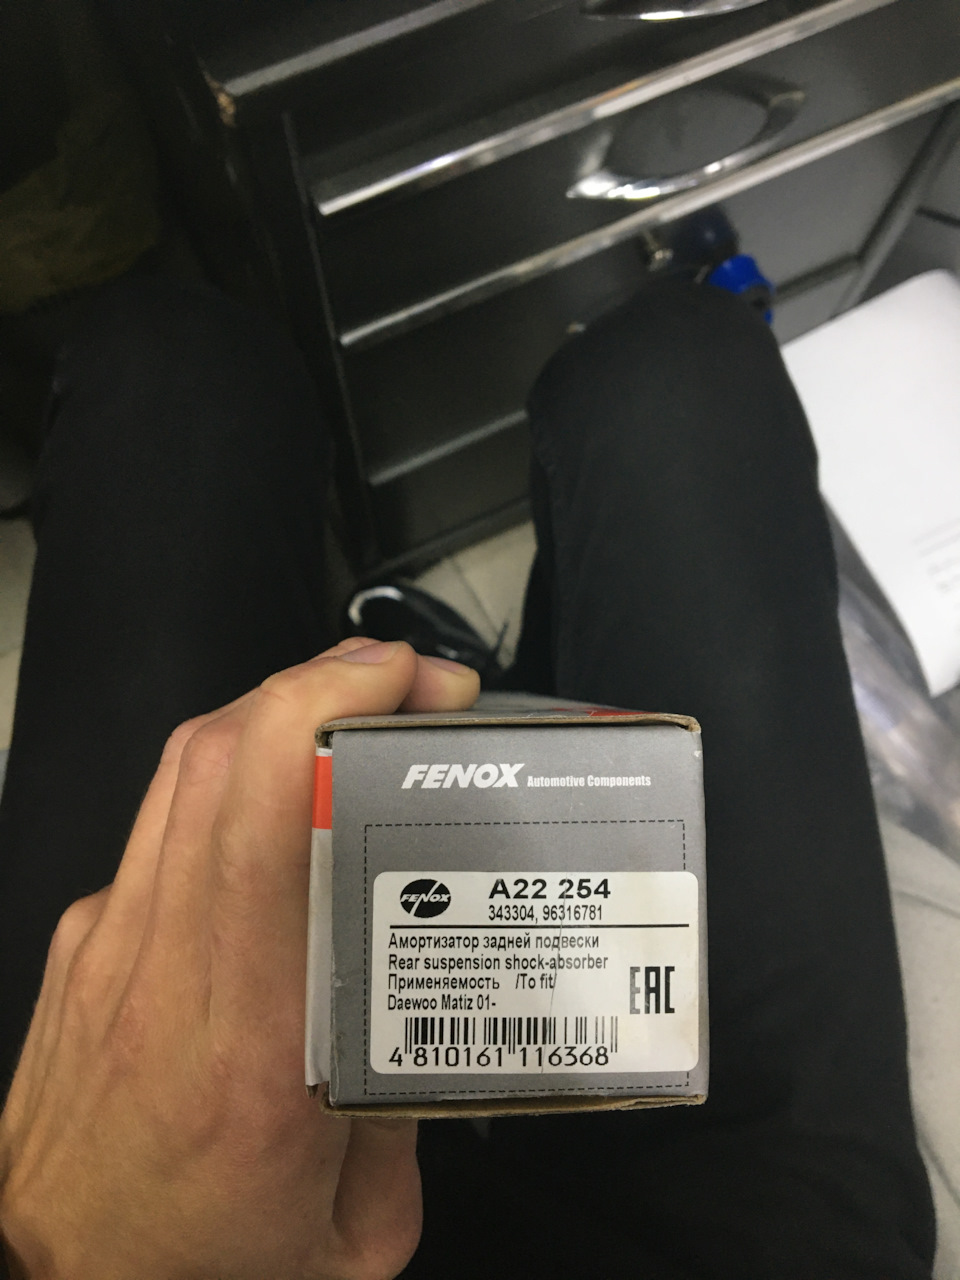 FENOX Automotive Components
FENOX
A22 254
343304, 96316781
Амортизатор задней подвески
Rear suspension shock-absorber
Применяемость /To fit/
Daewoo Matiz 01-
EAC
4 810161 116368